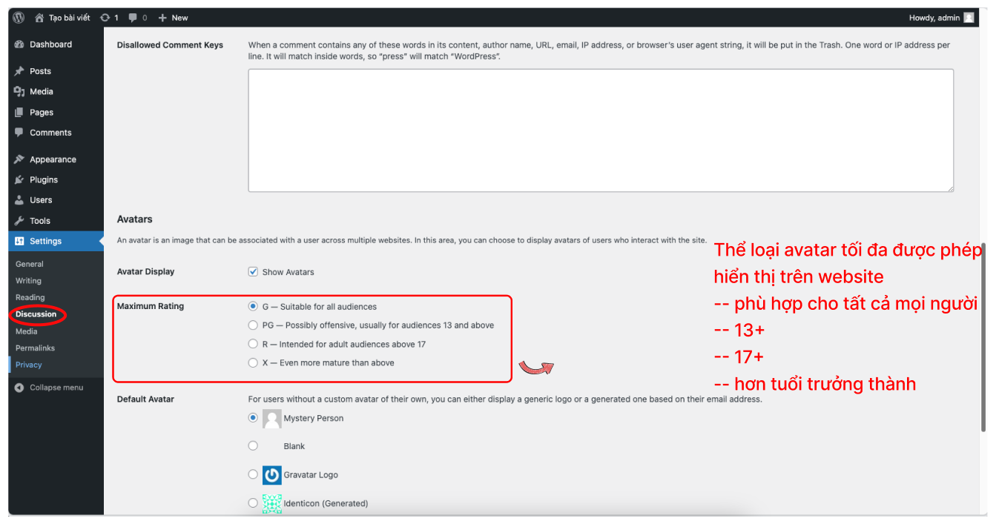 Tạo bài viết 1 0 New Howdy, admin
Dashboard
Posts
Media
Pages
Comments
Appearance
Plugins
Users
Tools
Settings
General
Writing
Reading
Discussion
Media
Permalinks
Privacy
Collapse menu
Disallowed Comment Keys
When a comment contains any of these words in its content, author name, URL, email, IP address, or browser's user agent string, it will be put in the Trash. One word or IP address per
line. It will match inside words, so “press” will match “WordPress”.
Avatars
An avatar is an image that can be associated with a user across multiple websites. In this area, you can choose to display avatars of users who interact with the site.
Avatar Display
Show Avatars
Maximum Rating
G — Suitable for all audiences
PG — Possibly offensive, usually for audiences 13 and above
R — Intended for adult audiences above 17
X — Even more mature than above
Thể loại avatar tối đa được phép
hiển thị trên website
-- phù hợp cho tất cả mọi người
-- 13+
-- 17+
-- hơn tuổi trưởng thành
Default Avatar
For users without a custom avatar of their own, you can either display a generic logo or a generated one based on their email address.
Mystery Person
Blank
Gravatar Logo
Identicon (Generated)